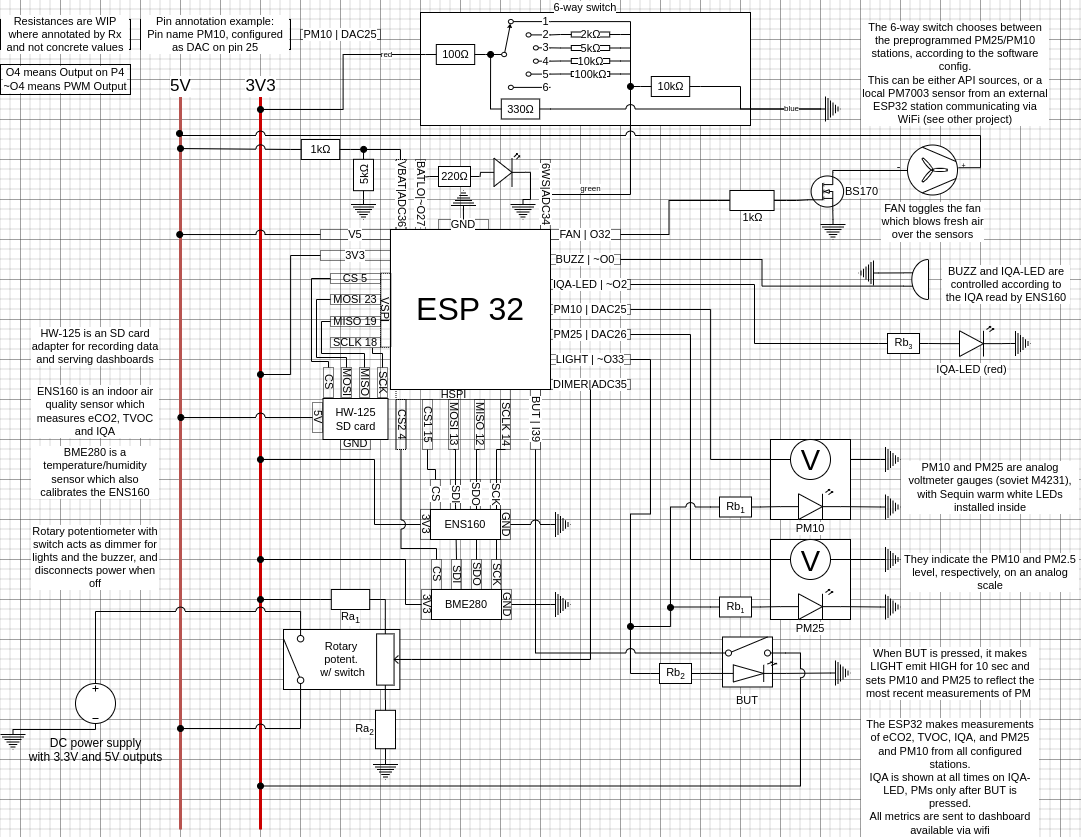 Resistances are WIP
where annotated by Rx
and not concrete values
Pin annotation example:
Pin name PM10, configured
as DAC on pin 25
PM10 | DAC25
O4 means Output on P4
~O4 means PWM Output
5V
3V3
red
6-way switch
100Ω
1
2
3
4
5
6
2kΩ
5kΩ
10kΩ
100kΩ
330Ω
10kΩ
blue
The 6-way switch chooses between
the preprogrammed PM25/PM10
stations, according to the software
config.
This can be either API sources, or a
local PM7003 sensor from an external
ESP32 station communicating via
WiFi (see other project)
1kΩ
5kΩ
VBAT|ADC36
BATLO|~O27
220Ω
6WS|ADC34
green
GND
1kΩ
BS170
-
+
FAN toggles the fan
which blows fresh air
over the sensors
V5
3V3
CS 5
MOSI 23
MISO 19
SCLK 18
VSPI
ESP 32
FAN | O32
BUZZ | ~O0
IQA-LED | ~O2
PM10 | DAC25
PM25 | DAC26
LIGHT | ~O33
DIMER|ADC35
BUZZ and IQA-LED are
controlled according to
the IQA read by ENS160
Rb3
IQA-LED (red)
HW-125 is an SD card
adapter for recording data
and serving dashboards
ENS160 is an indoor air
quality sensor which
measures eCO2, TVOC
and IQA
BME280 is a
temperature/humidity
sensor which also
calibrates the ENS160
CS
MOSI
MISO
SCK
5V
HW-125
SD card
GND
HSPI
CS2 4
CS1 15
MOSI 13
MISO 12
SCLK 14
BUT | I39
CS
SDI
SDO
SCK
3V3
ENS160
GND
CS
SDI
SDO
SCK
3V3
BME280
GND
V
Rb1
PM10
PM10 and PM25 are analog
voltmeter gauges (soviet M4231),
with Sequin warm white LEDs
installed inside
V
Rb1
PM25
They indicate the PM10 and PM2.5
level, respectively, on an analog
scale
Rotary potentiometer with
switch acts as dimmer for
lights and the buzzer, and
disconnects power when
off
Ra1
Rotary
potent.
w/ switch
Ra2
+
−
DC power supply
with 3.3V and 5V outputs
Rb2
BUT
When BUT is pressed, it makes
LIGHT emit HIGH for 10 sec and
sets PM10 and PM25 to reflect the
most recent measurements of PM
The ESP32 makes measurements
of eCO2, TVOC, IQA, and PM25
and PM10 from all configured
stations.
IQA is shown at all times on IQA-
LED, PMs only after BUT is
pressed.
All metrics are sent to dashboard
available via wifi